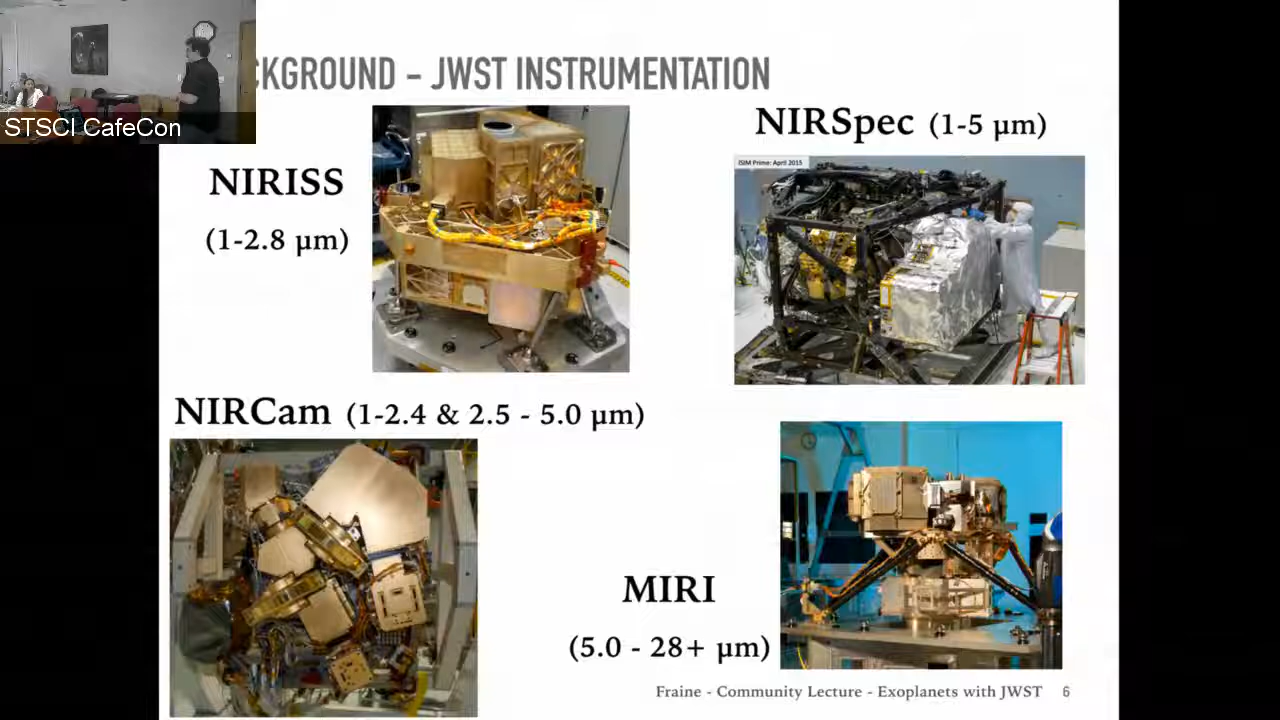 CKGROUND - JWST INSTRUMENTATION
STSCI CafeCon
NIRISS
(1-2.8 µm)
NIRSpec (1-5 µm)
ISIM Prime: April 2015
NIRCam (1-2.4 & 2.5 - 5.0 µm)
MIRI
(5.0 - 28+ µm)
Fraine - Community Lecture - Exoplanets with JWST 6